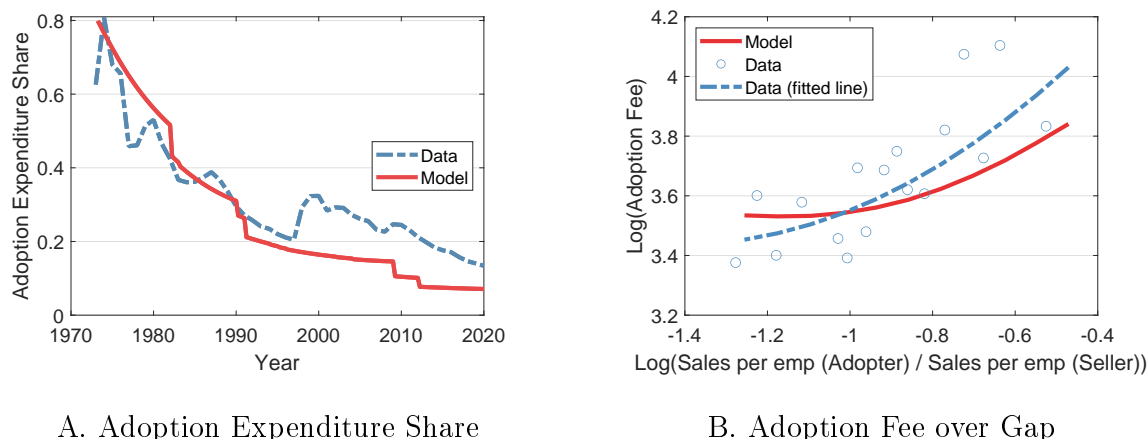 Adoption Expenditure Share
0.8
0.6
0.4
0.2
0
1970
1980
1990
2000
2010
2020
Year
Data
Model
A. Adoption Expenditure Share
Log(Adoption Fee)
4.2
4
3.8
3.6
3.4
3.2
-1.4
-1.2
-1
-0.8
-0.6
-0.4
Log(Sales per emp (Adopter) / Sales per emp (Seller))
Model
Data
Data (fitted line)
B. Adoption Fee over Gap